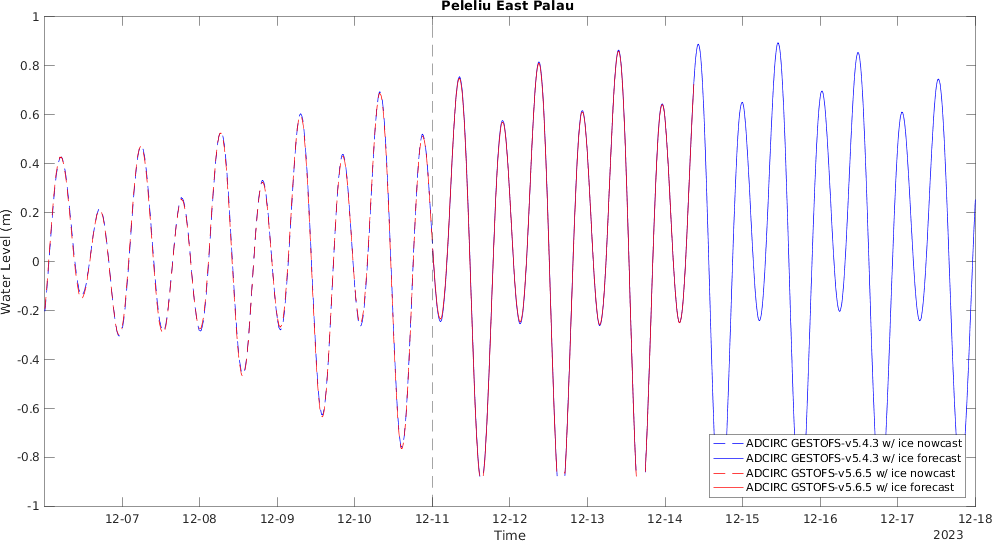 Peleliu East Palau
Water Level (m)
1
0.8
0.6
0.4
0.2
0
-0.2
-0.4
-0.6
-0.8
-1
ADCIRC GESTOFS-v5.4.3 w/ ice nowcast
ADCIRC GESTOFS-v5.4.3 w/ ice forecast
ADCIRC GSTOFS-v5.6.5 w/ ice nowcast
ADCIRC GSTOFS-v5.6.5 w/ ice forecast
12-07 12-08 12-09 12-10 12-11 12-12 12-13 12-14 12-15 12-16 12-17 12-18
Time
2023